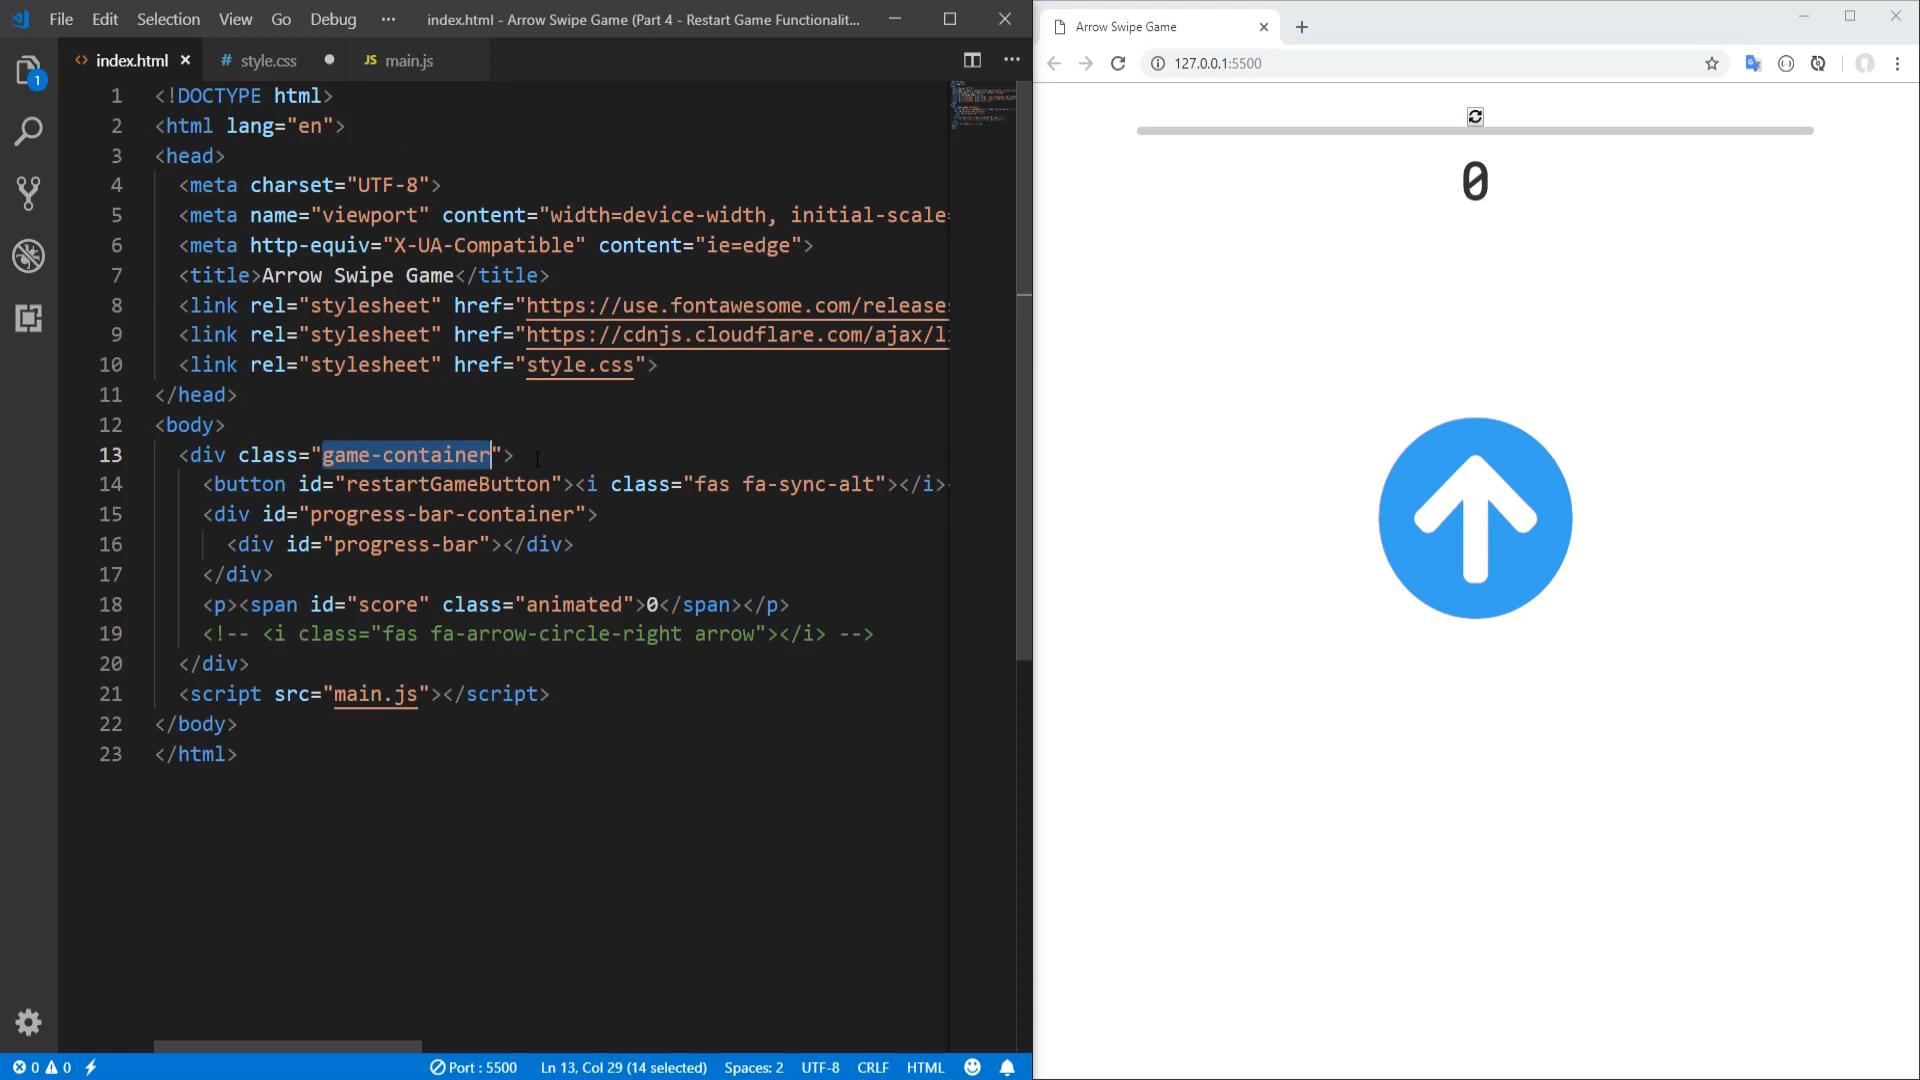 File Edit Selection View Go Debug ··· index.html - Arrow Swipe Game (Part 4 - Restart Game Functionalit...
index.html style.css JS main.js
1 <!DOCTYPE html>
2 <html lang="en">
3 <head>
4 <meta charset="UTF-8">
5 <meta name="viewport" content="width=device-width, initial-scale=
6 <meta http-equiv="X-UA-Compatible" content="ie=edge">
7 <title>Arrow Swipe Game</title>
8 <link rel="stylesheet" href="https://use.fontawesome.com/releases
9 <link rel="stylesheet" href="https://cdnjs.cloudflare.com/ajax/li
10 <link rel="stylesheet" href="style.css">
11 </head>
12 <body>
13 <div class="game-container">
14 <button id="restartGameButton"><i class="fas fa-sync-alt"></i>
15 <div id="progress-bar-container">
16 <div id="progress-bar"></div>
17 </div>
18 <p><span id="score" class="animated">0</span></p>
19 <!-- <i class="fas fa-arrow-circle-right arrow"></i> -->
20 </div>
21 <script src="main.js"></script>
22 </body>
23 </html>
1
0 0 Port : 5500 Ln 13, Col 29 (14 selected) Spaces: 2 UTF-8 CRLF HTML
Arrow Swipe Game
127.0.0.1:5500
0